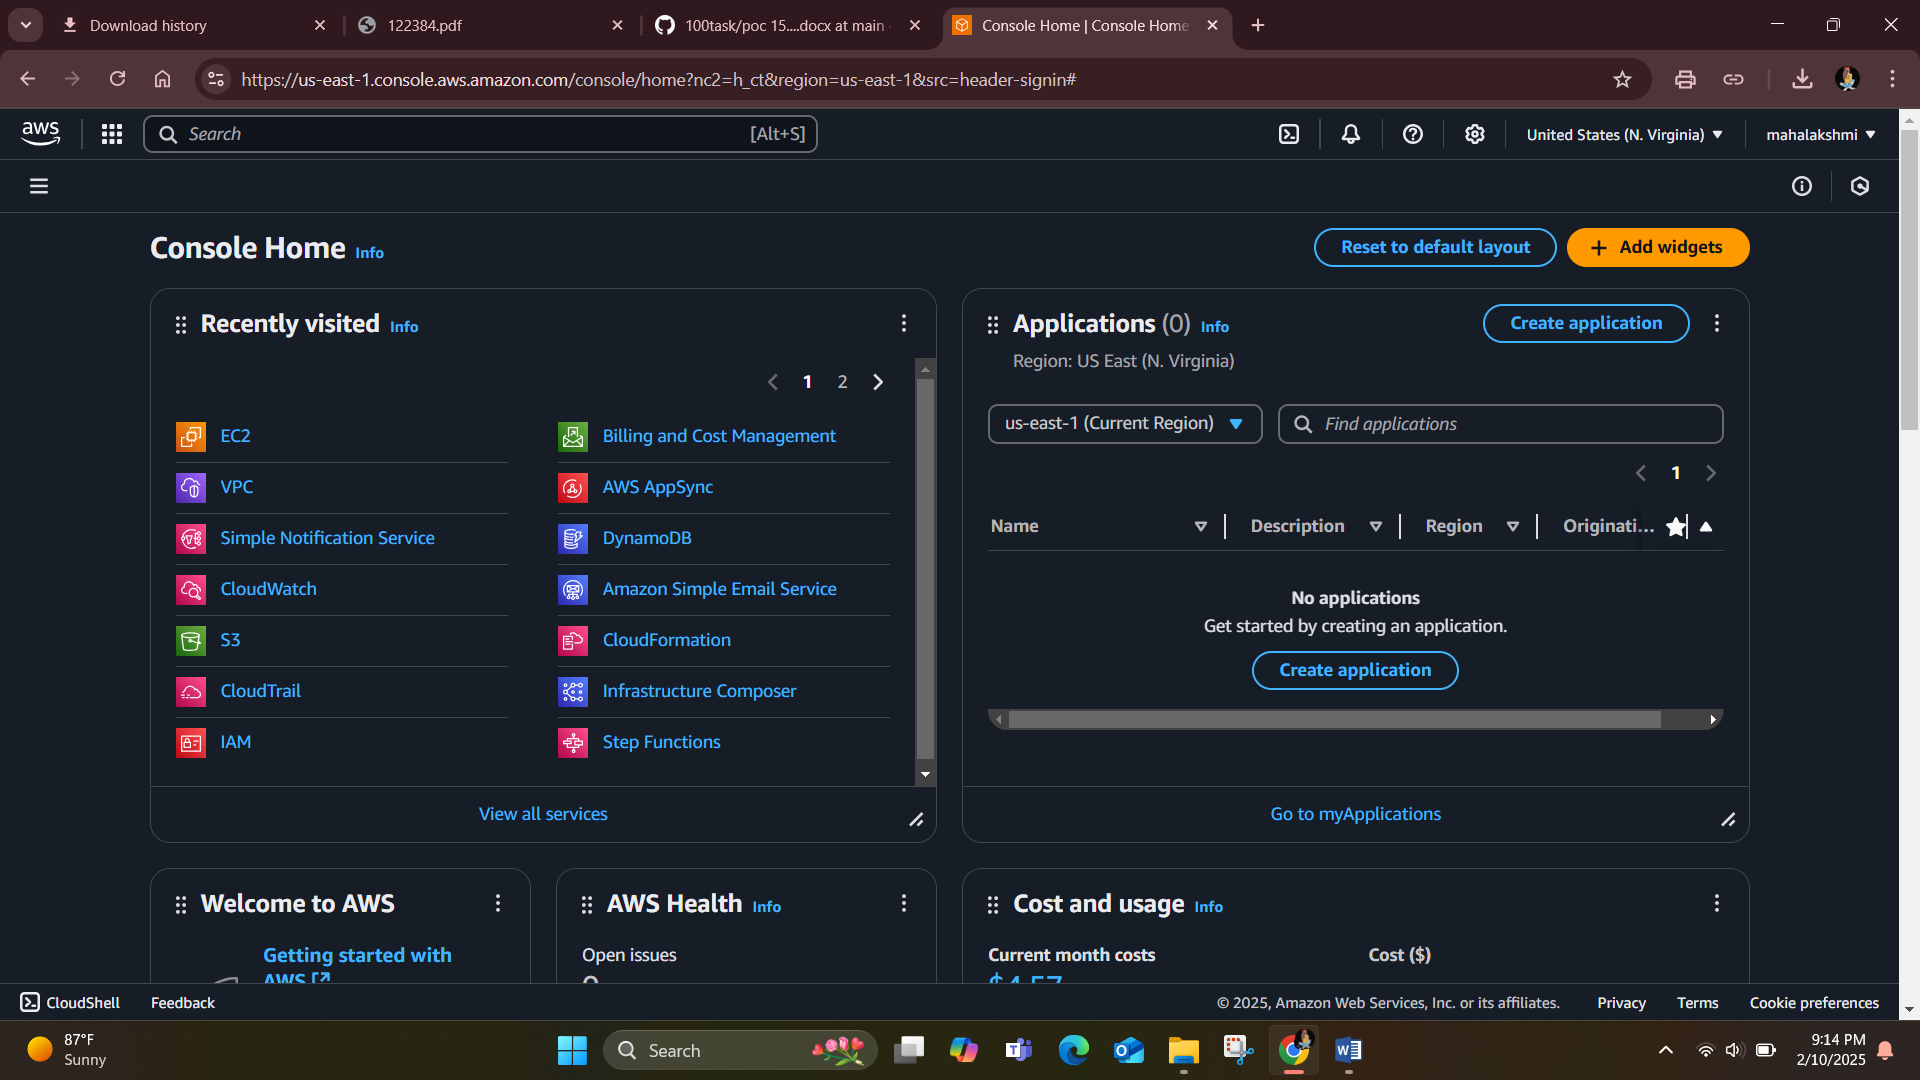 Download history
122384.pdf
100task/poc 15....docx at main
Console Home | Console Home
https://us-east-1.console.aws.amazon.com/console/home?nc2=h_ct&region=us-east-1&src=header-signin#
aws
Search
[Alt+S]
United States (N. Virginia)
mahalakshmi
Console Home Info
Reset to default layout
Add widgets
Recently visited Info
1 2
EC2
VPC
Simple Notification Service
CloudWatch
S3
CloudTrail
IAM
Billing and Cost Management
AWS AppSync
DynamoDB
Amazon Simple Email Service
CloudFormation
Infrastructure Composer
Step Functions
View all services
Applications (0) Info
Create application
Region: US East (N. Virginia)
us-east-1 (Current Region)
Find applications
1
Name Description Region Originati...
No applications
Get started by creating an application.
Create application
Go to myApplications
Welcome to AWS
Getting started with
AWS
AWS Health Info
Open issues
0
Cost and usage Info
Current month costs
$4.57
Cost ($)
CloudShell
Feedback
© 2025, Amazon Web Services, Inc. or its affiliates.
Privacy
Terms
Cookie preferences
87°F
Sunny
Search
9:14 PM
2/10/2025